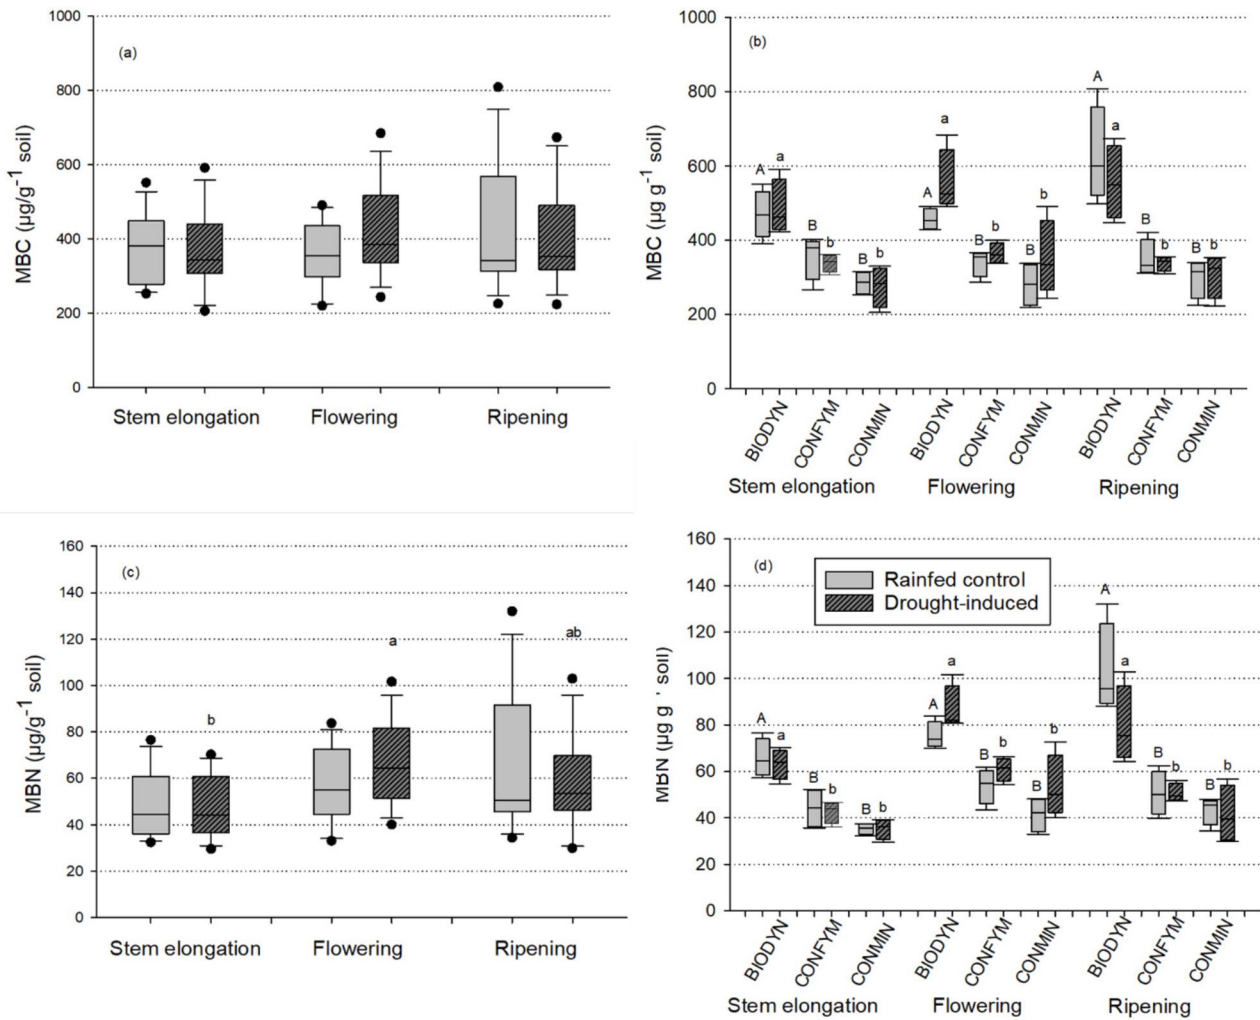 1000
800
600
400
200
0
MBC (µg/g⁻¹ soil)
(a)
Stem elongation Flowering Ripening
1000
800
600
400
200
0
MBC (µg g⁻¹ soil)
(b)
A a B b B b A a B b B b A a B b B b
BIODYN CONFYM CONMIN BIODYN CONFYM CONMIN BIODYN CONFYM CONMIN
Stem elongation Flowering Ripening
160
140
120
100
80
60
40
20
0
MBN (µg/g⁻¹ soil)
(c)
b a ab
Stem elongation Flowering Ripening
160
140
120
100
80
60
40
20
0
MBN (µg g ' soil)
(d)
Rainfed control
Drought-induced
A a B b B b A a B b B b A a B b B b
BIODYN CONFYM CONMIN BIODYN CONFYM CONMIN BIODYN CONFYM CONMIN
Stem elongation Flowering Ripening